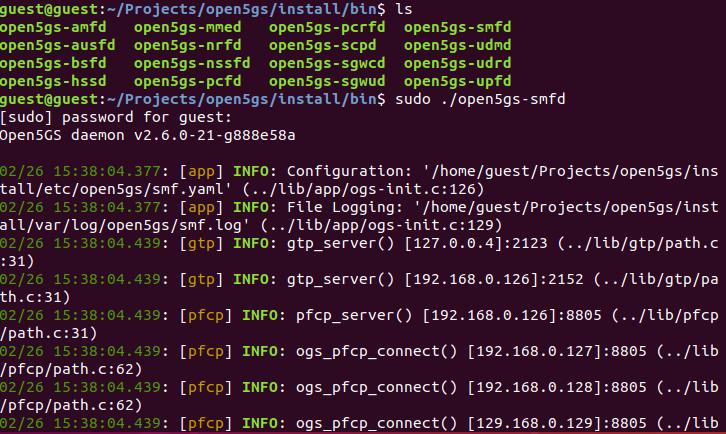 guest@guest:~/Projects/open5gs/install/bin$ ls
open5gs-amfd   open5gs-mmed   open5gs-pcrfd  open5gs-smfd
open5gs-ausfd  open5gs-nrfd   open5gs-scpd   open5gs-udmd
open5gs-bsfd   open5gs-nssfd  open5gs-sgwcd  open5gs-udrd
open5gs-hssd   open5gs-pcfd   open5gs-sgwud  open5gs-upfd
guest@guest:~/Projects/open5gs/install/bin$ sudo ./open5gs-smfd
[sudo] password for guest:
Open5GS daemon v2.6.0-21-g888e58a
02/26 15:38:04.377: [app] INFO: Configuration: '/home/guest/Projects/open5gs/ins
tall/etc/open5gs/smf.yaml' (../lib/app/ogs-init.c:126)
02/26 15:38:04.377: [app] INFO: File Logging: '/home/guest/Projects/open5gs/inst
all/var/log/open5gs/smf.log' (../lib/app/ogs-init.c:129)
02/26 15:38:04.439: [gtp] INFO: gtp_server() [127.0.0.4]:2123 (../lib/gtp/path.c
:31)
02/26 15:38:04.439: [gtp] INFO: gtp_server() [192.168.0.126]:2152 (../lib/gtp/pa
th.c:31)
02/26 15:38:04.439: [pfcp] INFO: pfcp_server() [192.168.0.126]:8805 (../lib/pfcp
/path.c:31)
02/26 15:38:04.439: [pfcp] INFO: ogs_pfcp_connect() [192.168.0.127]:8805 (../lib
/pfcp/path.c:62)
02/26 15:38:04.439: [pfcp] INFO: ogs_pfcp_connect() [192.168.0.128]:8805 (../lib
/pfcp/path.c:62)
02/26 15:38:04.439: [pfcp] INFO: ogs_pfcp_connect() [129.168.0.129]:8805 (../lib